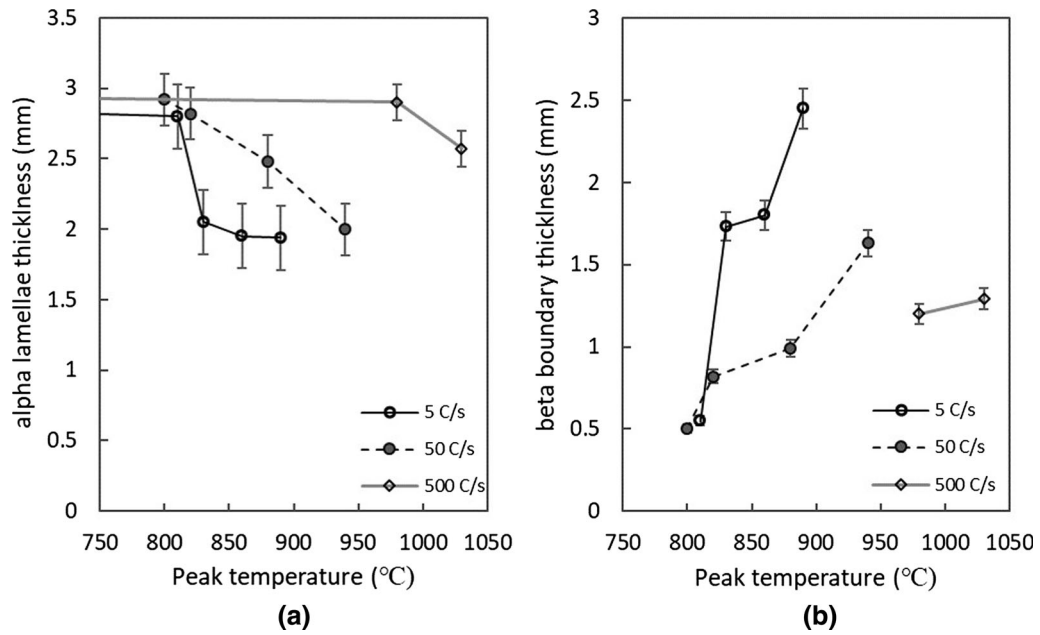 alpha lamellae thicklness (mm)
3.5
3
2.5
2
1.5
1
0.5
0
5 C/s
50 C/s
500 C/s
750 800 850 900 950 1000 1050
Peak temperature (℃)
(a)
beta boundary thicklness (mm)
3
2.5
2
1.5
1
0.5
0
5 C/s
50 C/s
500 C/s
750 800 850 900 950 1000 1050
Peak temperature (℃)
(b)